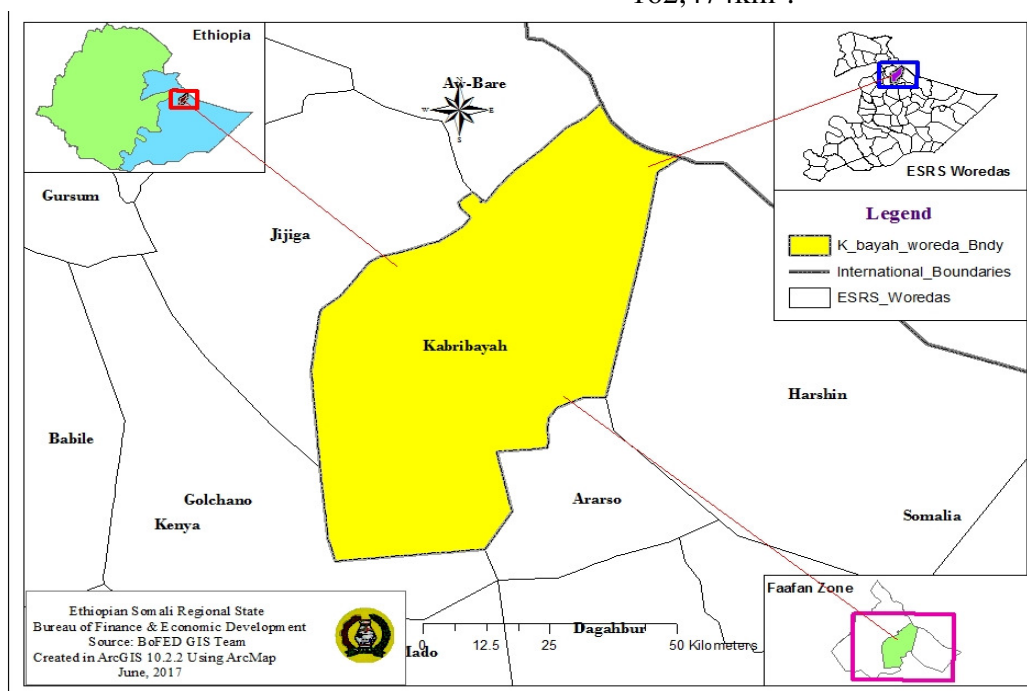 Ethiopia
Aw-Bare
N
W
E
S
ESRS Woredas
Gursum
Jijiga
Legend
K_bayah_woreda_Bndy
International_Boundaries
ESRS_Woredas
Kabribayah
Harshin
Babile
Golchano
Kenya
Ararso
Somalia
Faafan Zone
Ethiopian Somali Regional State
Bureau of Finance & Economic Development
Source: BoFED GIS Team
Created in ArcGIS 10.2.2 Using ArcMap
June, 2017
Dagahbur
0 12.5 25 50 Kilometers